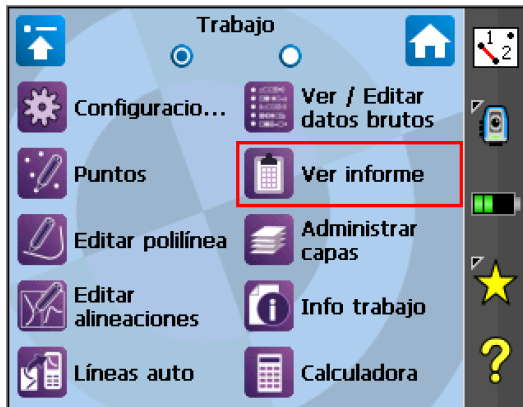 Trabajo
Configuracio...
Ver / Editar
datos brutos
Puntos
Ver informe
Editar polilínea
Administrar
capas
Editar
alineaciones
Info trabajo
Líneas auto
Calculadora
1
2